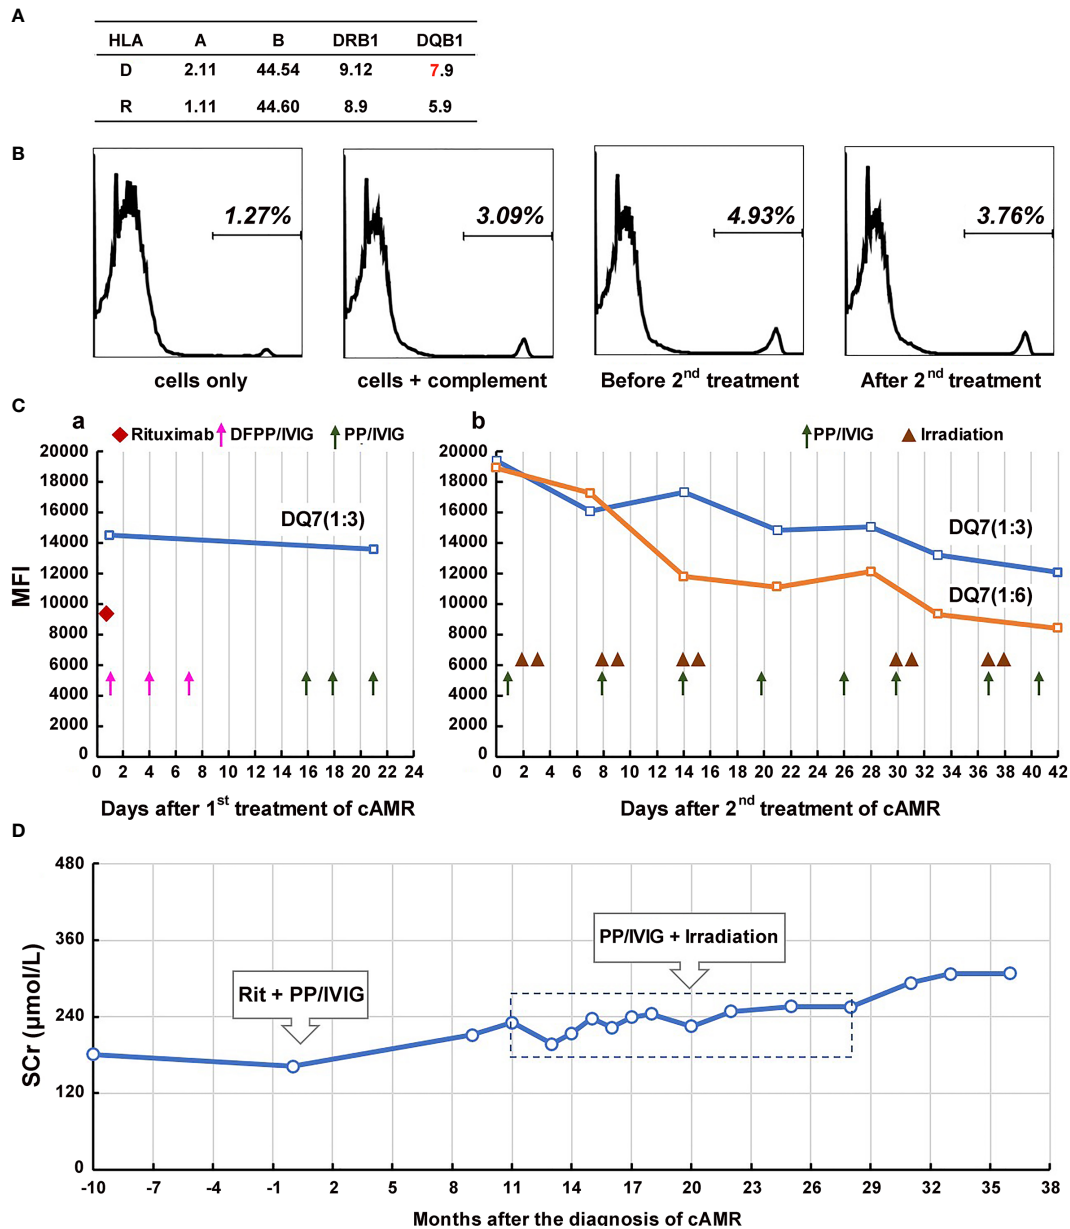 A
HLA A B DRB1 DQB1
D 2.11 44.54 9.12 7.9
R 1.11 44.60 8.9 5.9
B
1.27% 3.09% 4.93% 3.76%
cells only cells + complement Before 2nd treatment After 2nd treatment
C
a
Rituximab DFPP/IVIG PP/IVIG
MFI
20000
18000
16000
14000
12000
10000
8000
6000
4000
2000
0
DQ7(1:3)
0 2 4 6 8 10 12 14 16 18 20 22 24
Days after 1st treatment of cAMR
b
PP/IVIG Irradiation
20000
18000
16000
14000
12000
10000
8000
6000
4000
2000
0
DQ7(1:3)
DQ7(1:6)
0 2 4 6 8 10 12 14 16 18 20 22 24 26 28 30 32 34 36 38 40 42
Days after 2nd treatment of cAMR
D
SCr (µmol/L)
480
360
240
120
0
PP/IVIG + Irradiation
Rit + PP/IVIG
-10 -7 -4 -1 2 5 8 11 14 17 20 23 26 29 32 35 38
Months after the diagnosis of cAMR